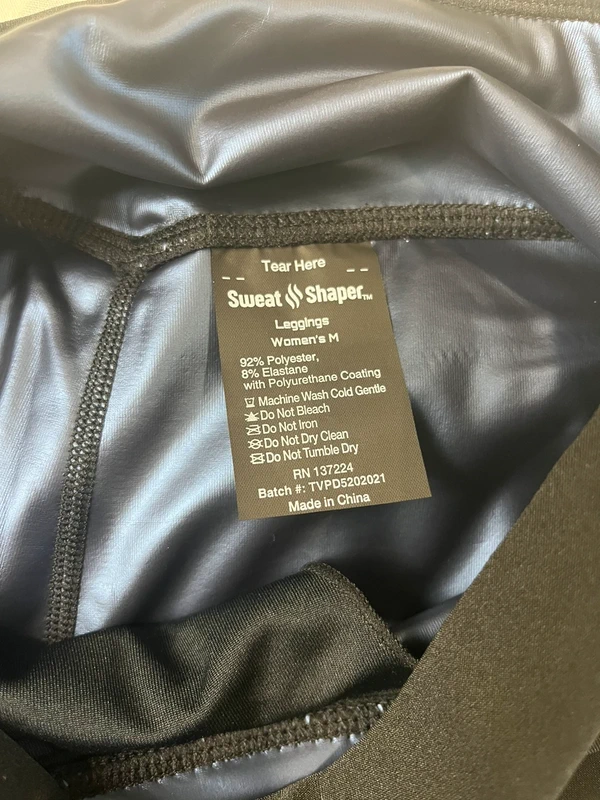 Tear Here
Sweat Shaper™
Leggings
Women's M
92% Polyester,
8% Elastane
with Polyurethane Coating
Machine Wash Cold Gentle
Do Not Bleach
Do Not Iron
Do Not Dry Clean
Do Not Tumble Dry
RN 137224
Batch #: TVPD5202021
Made in China